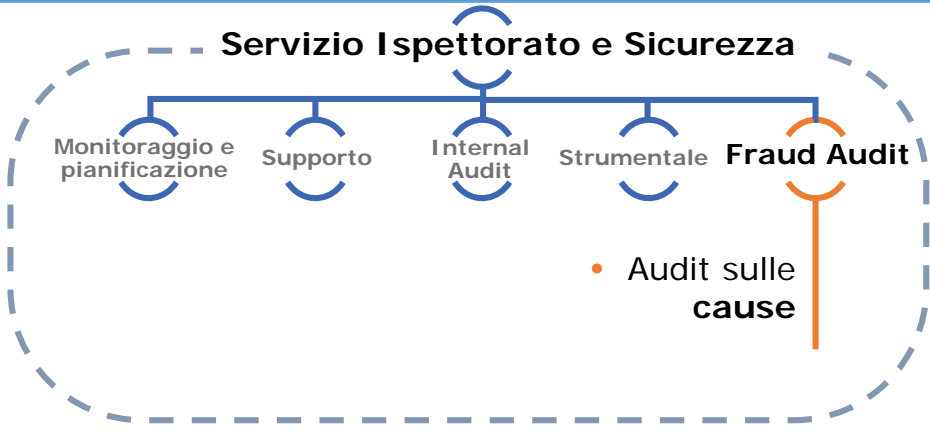 Servizio Ispettorato e Sicurezza
Monitoraggio e
pianificazione
Supporto
Internal
Audit
Strumentale
Fraud Audit
• Audit sulle
cause